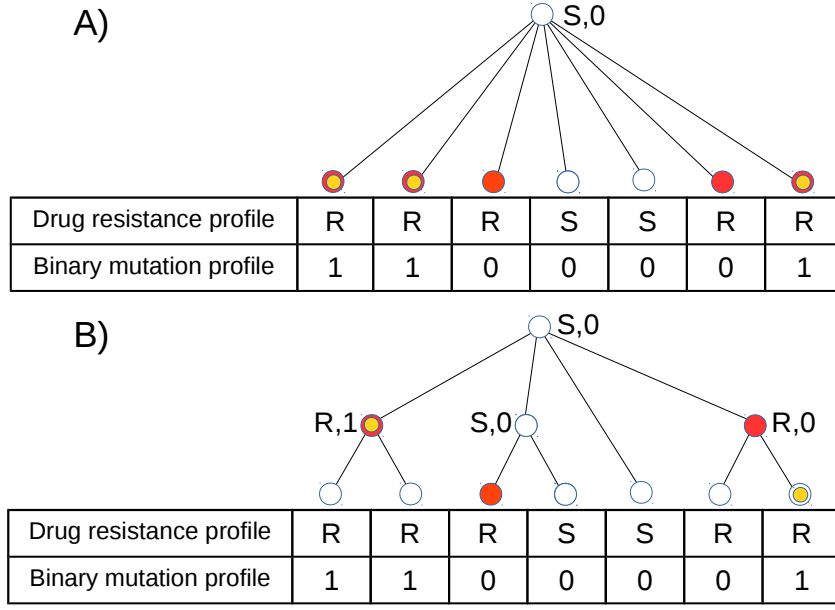 A)
S,0
Drug resistance profile R R R S S R R
Binary mutation profile 1 1 0 0 0 0 1
B)
S,0
R,1 S,0 R,0
Drug resistance profile R R R S S R R
Binary mutation profile 1 1 0 0 0 0 1